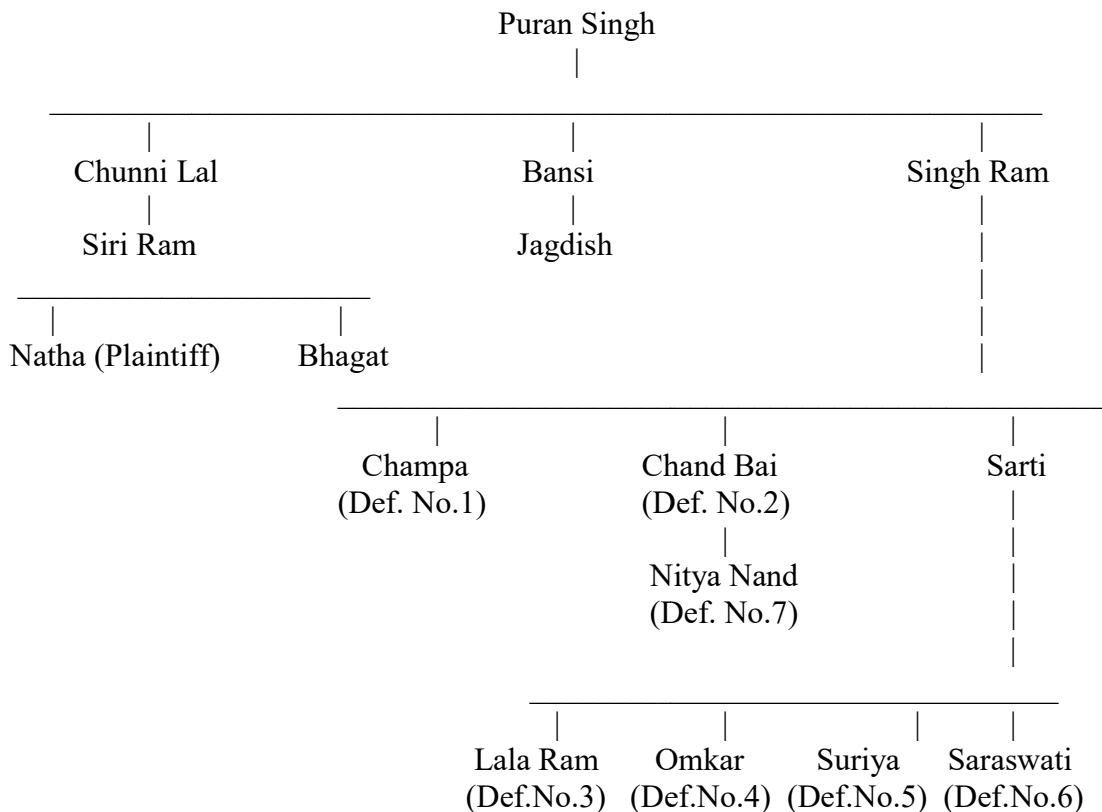 Puran Singh
Chunni Lal Bansi Singh Ram
Siri Ram Jagdish
Natha (Plaintiff) Bhagat
Champa Chand Bai Sarti
(Def. No.1) (Def. No.2)
Nitya Nand
(Def. No.7)
Lala Ram Omkar Suriya Saraswati
(Def.No.3) (Def.No.4) (Def.No.5) (Def.No.6)